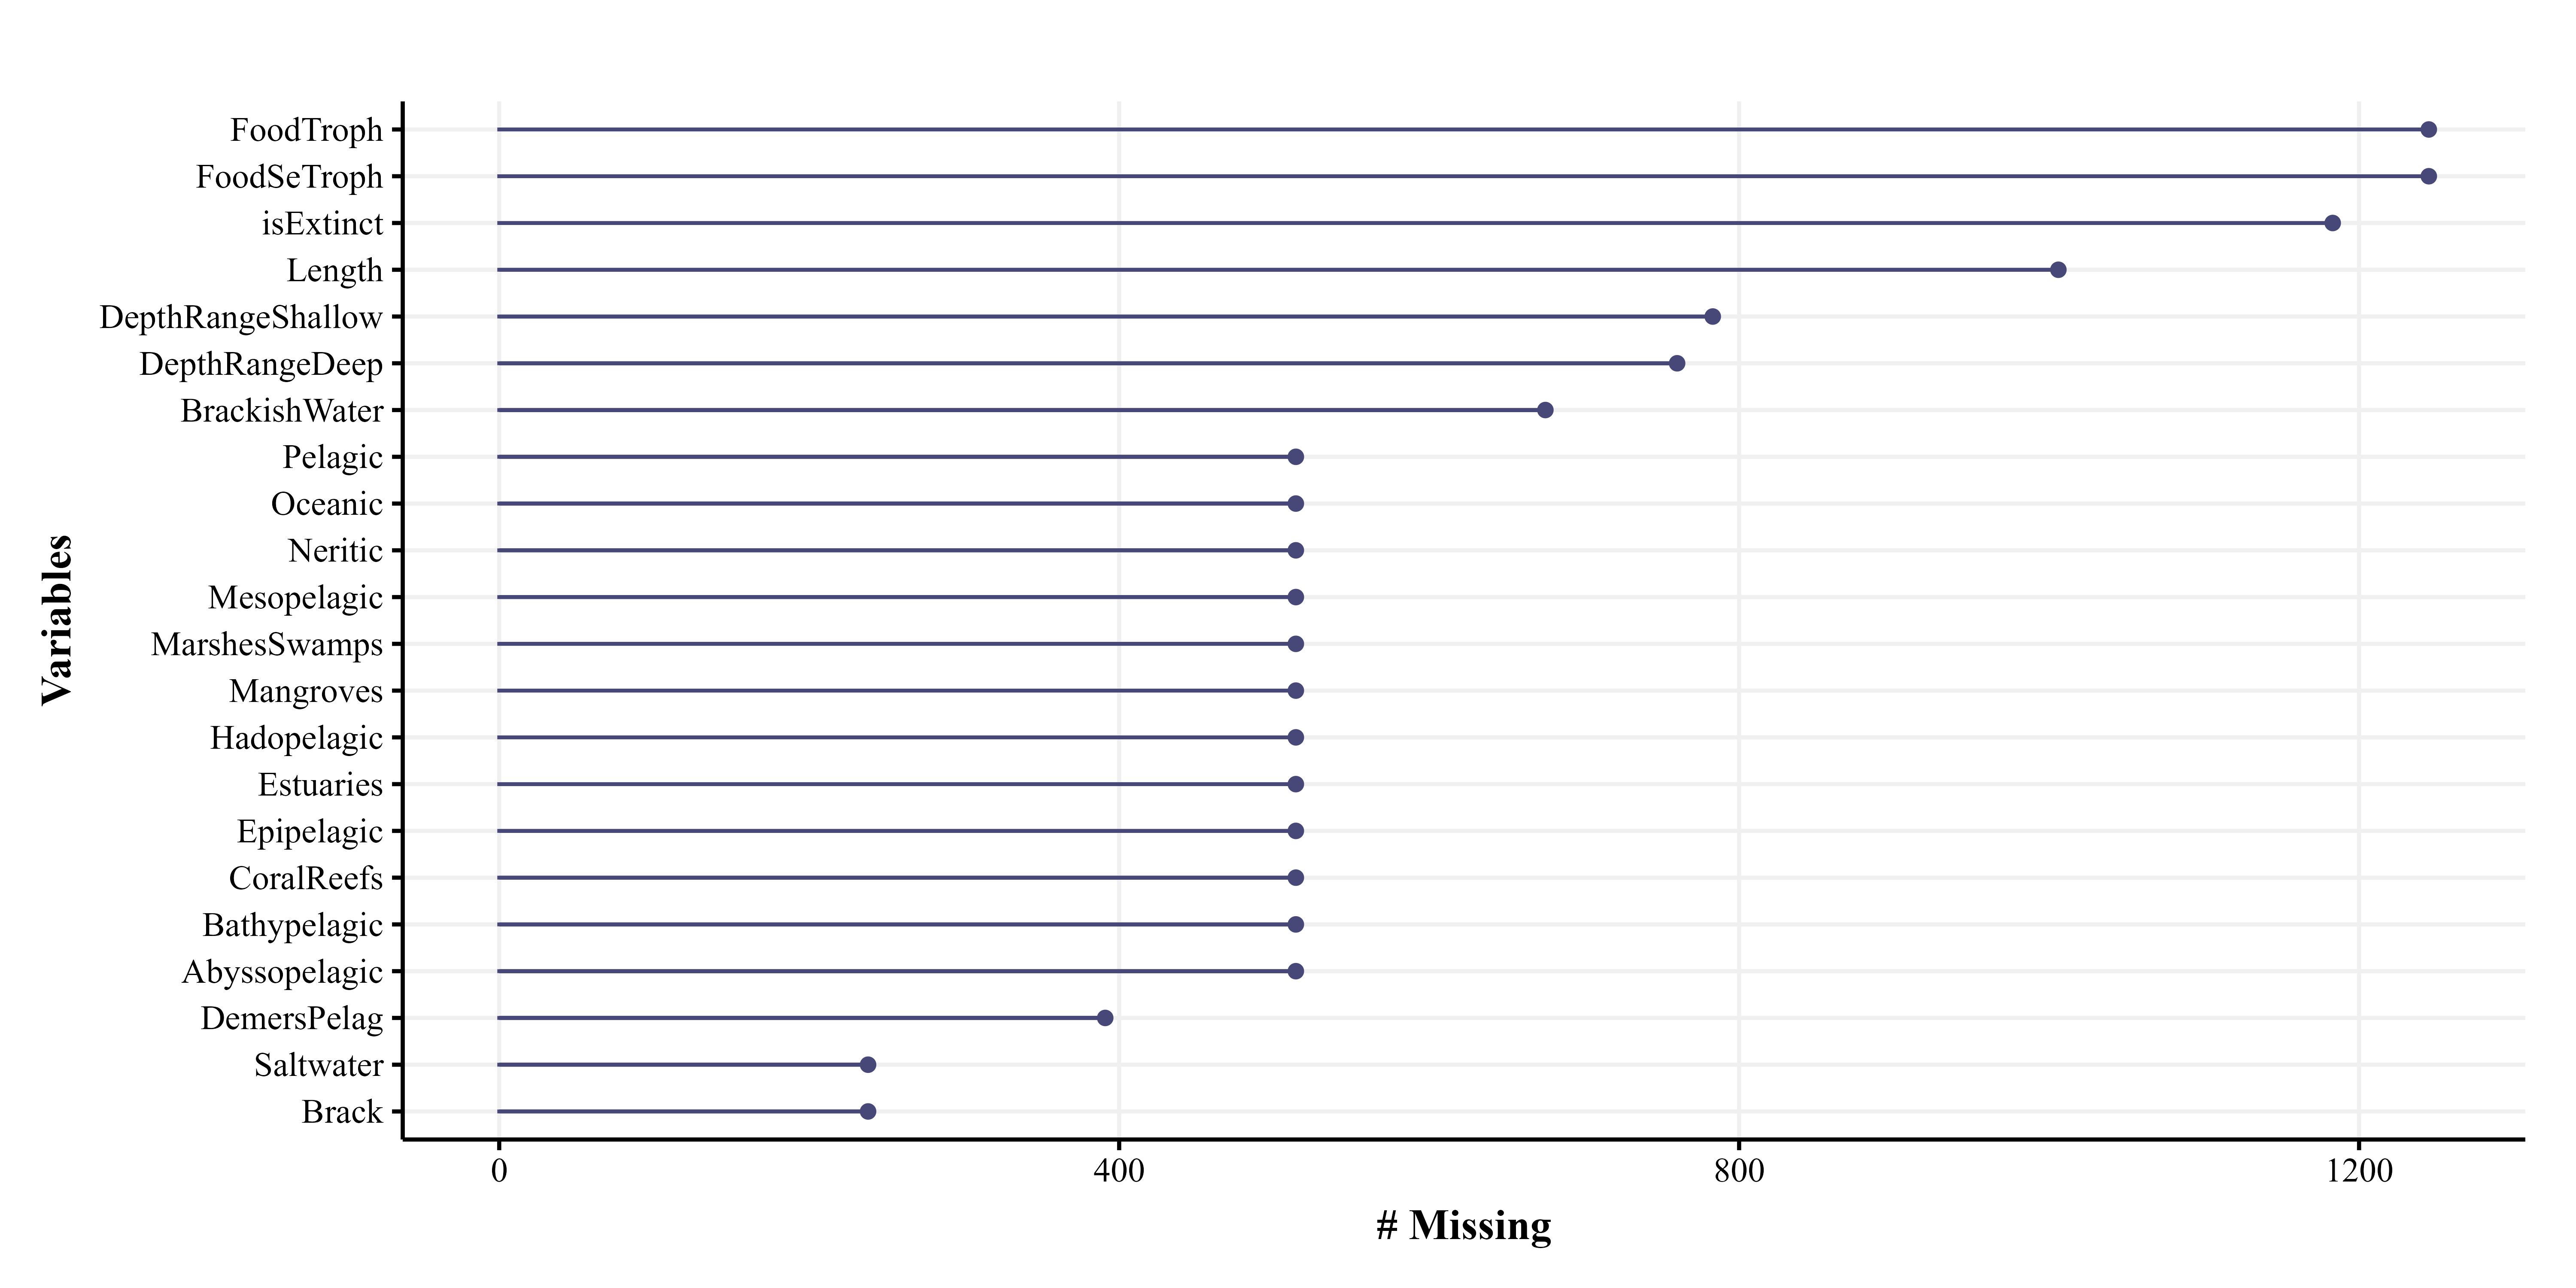 FoodTroph
FoodSeTroph
isExtinct
Length
DepthRangeShallow
DepthRangeDeep
BrackishWater
Pelagic
Oceanic
Neritic
Mesopelagic
MarshesSwamps
Mangroves
Hadopelagic
Estuaries
Epipelagic
CoralReefs
Bathypelagic
Abyssopelagic
DemersPelag
Saltwater
Brack
Variables
0 400 800 1200
# Missing